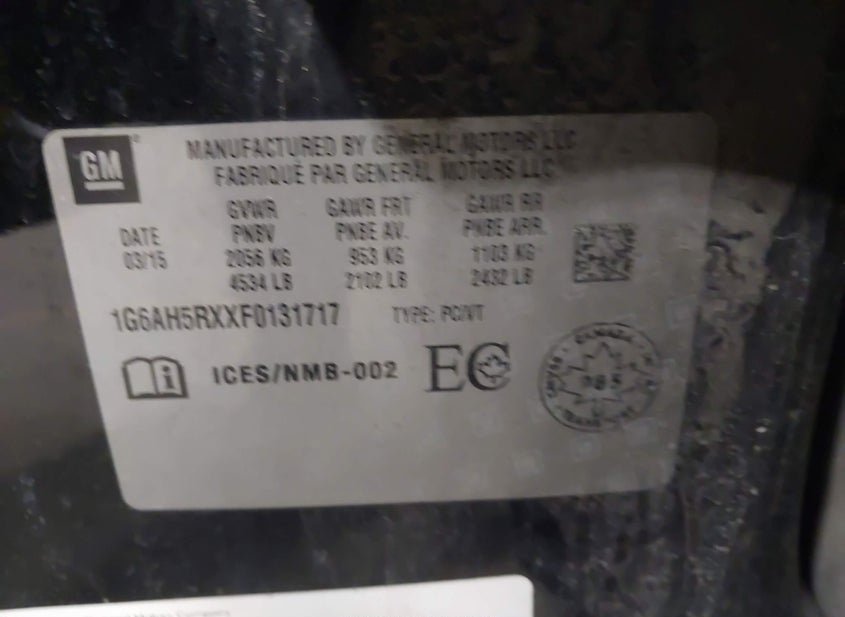 GM
MANUFACTURED BY GENERAL MOTORS LLC
FABRIQUÉ PAR GENERAL MOTORS LLC
GVWR GAWR FRT GAWR RR
DATE PNBV PNBE AV. PNBE ARR.
03/15 2056 KG 953 KG 1103 KG
4534 LB 2102 LB 2432 LB
1G6AH5RXXF0131717 TYPE: PC/VT
i ICES/NMB-002 EC
CANADA